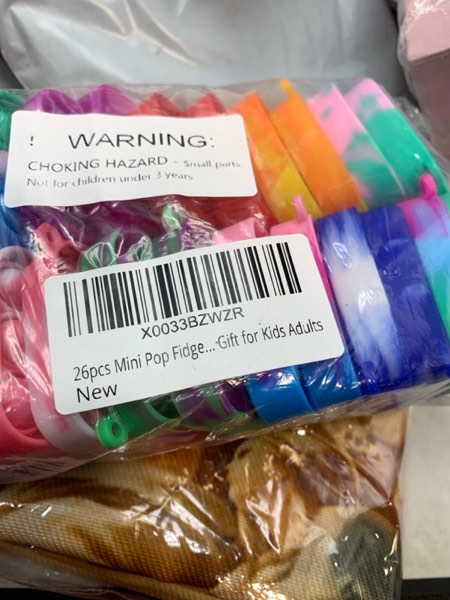 ! WARNING:
CHOKING HAZARD - Small parts.
Not for children under 3 years
X0033BZWZR
26pcs Mini Pop Fidge...Gift for Kids Adults
New